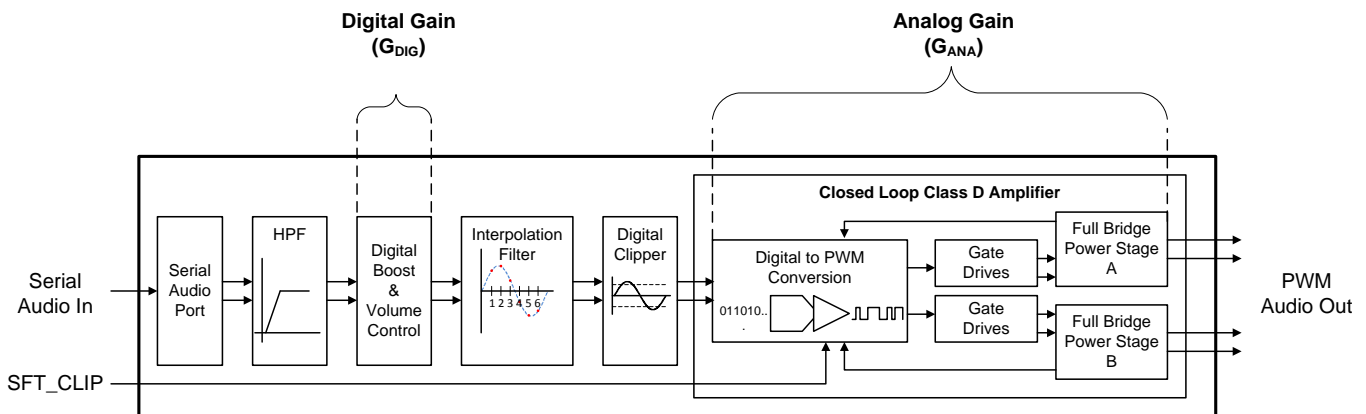 Digital Gain
(GDIG)
Analog Gain
(GANA)
Closed Loop Class D Amplifier
Serial
Audio In
Serial
Audio
Port
HPF
Digital
Boost
&
Volume
Control
Interpolation
Filter
1 2 3 4 5 6
Digital
Clipper
Digital to PWM
Conversion
011010..
.
Gate
Drives
Gate
Drives
Full Bridge
Power Stage
A
Full Bridge
Power Stage
B
PWM
Audio Out
SFT_CLIP